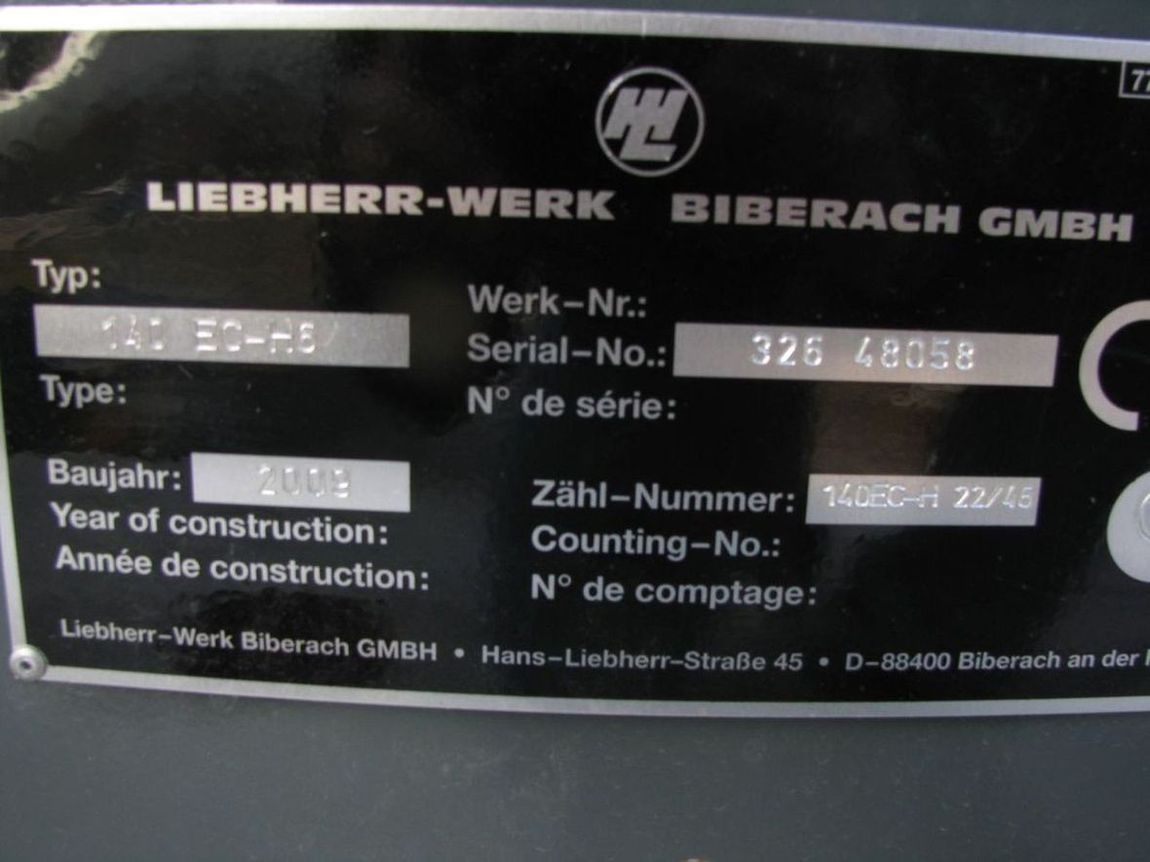 77
LIEBHERR-WERK BIBERACH GMBH
Typ:
140 EC-H6
Type:
Werk-Nr.:
Serial-No.: 326 48058
N° de série:
Baujahr: 2009
Year of construction:
Année de construction:
Zähl-Nummer: 140EC-H 22/45
Counting-No.:
N° de comptage:
Liebherr-Werk Biberach GMBH • Hans-Liebherr-Straße 45 • D-88400 Biberach an der